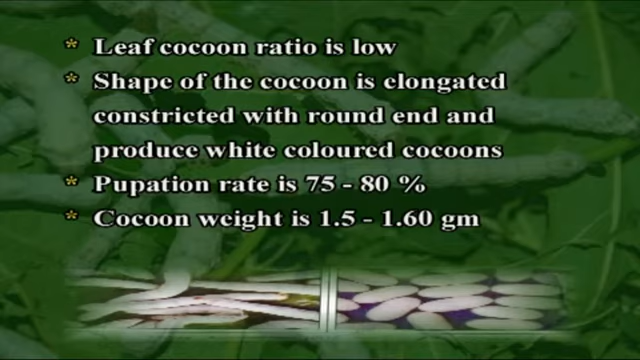 * Leaf cocoon ratio is low
* Shape of the cocoon is elongated
constricted with round end and
produce white coloured cocoons
* Pupation rate is 75 - 80 %
* Cocoon weight is 1.5 - 1.60 gm